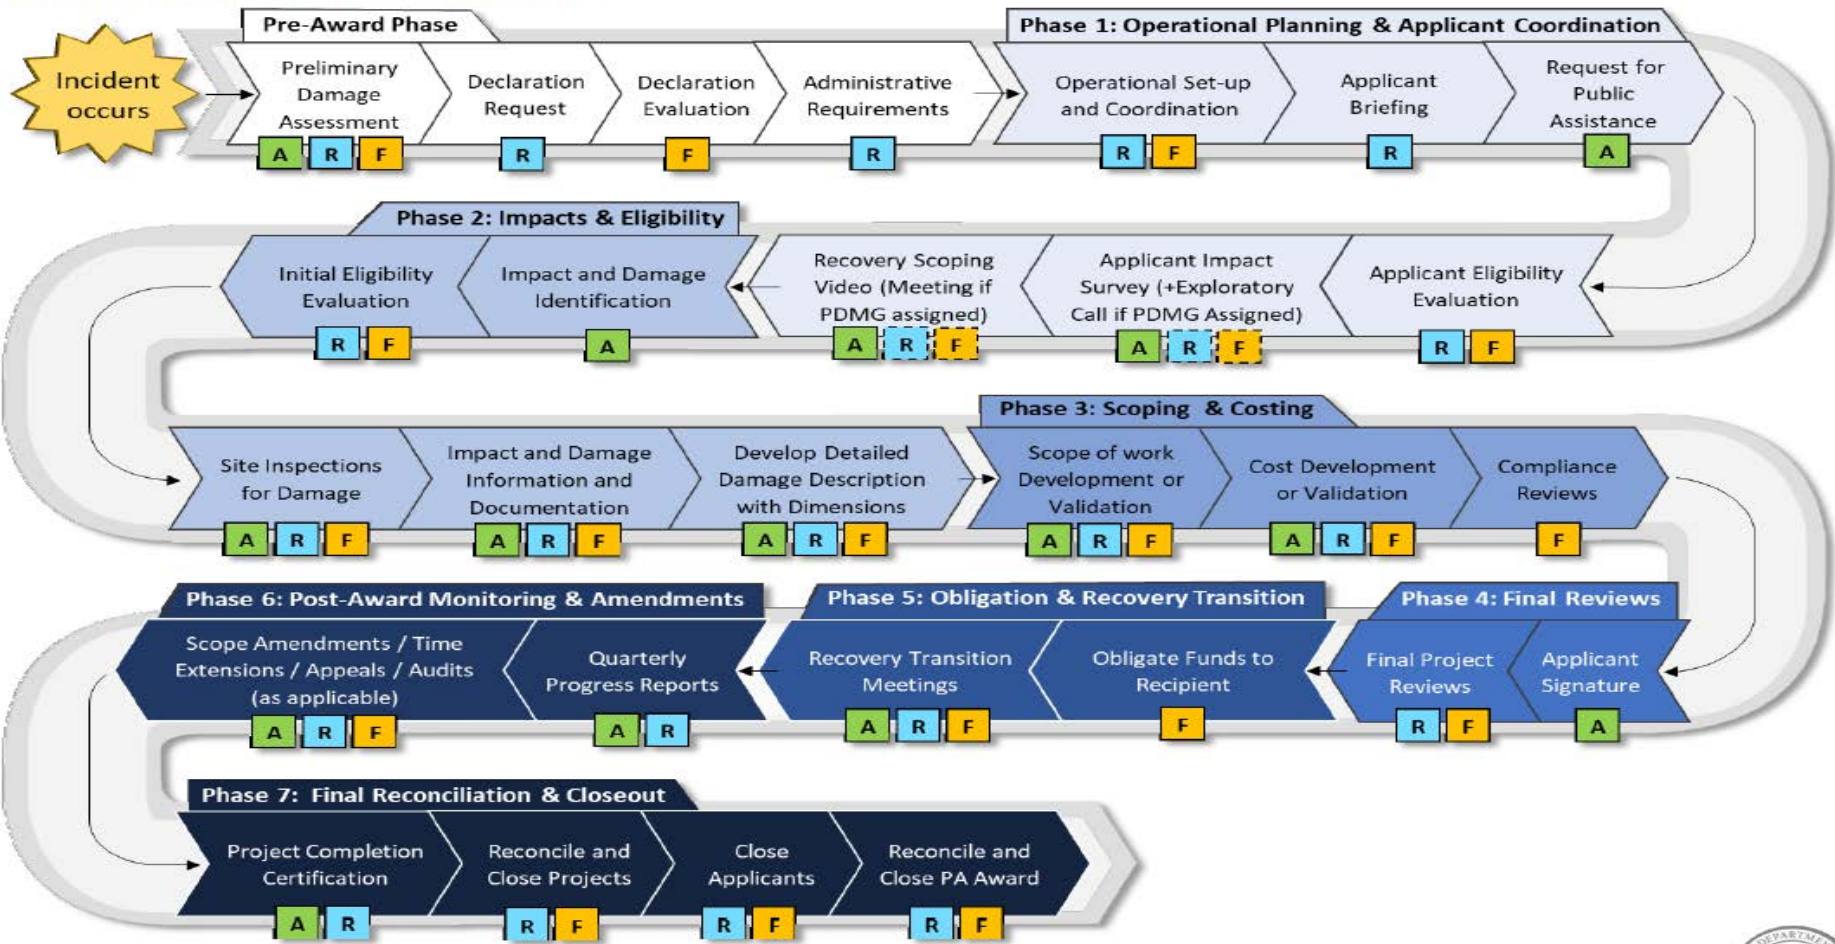 Pre-Award Phase
Phase 1: Operational Planning & Applicant Coordination
Incident
occurs
Preliminary
Damage
Assessment
A R F
Declaration
Request
R
Declaration
Evaluation
F
Administrative
Requirements
R
Operational Set-up
and Coordination
R F
Applicant
Briefing
R
Request for
Public
Assistance
A
Applicant Eligibility
Evaluation
R F
Applicant Impact
Survey (+Exploratory
Call if PDMG Assigned)
A R F
Recovery Scoping
Video (Meeting if
PDMG assigned)
A R F
Phase 2: Impacts & Eligibility
Impact and Damage
Identification
A
Initial Eligibility
Evaluation
R F
Site Inspections
for Damage
A R F
Impact and Damage
Information and
Documentation
A R F
Develop Detailed
Damage Description
with Dimensions
A R F
Phase 3: Scoping & Costing
Scope of work
Development or
Validation
A R F
Cost Development
or Validation
A R F
Compliance
Reviews
F
Phase 4: Final Reviews
Applicant
Signature
A
Final Project
Reviews
R F
Phase 5: Obligation & Recovery Transition
Obligate Funds to
Recipient
F
Recovery Transition
Meetings
A R F
Phase 6: Post-Award Monitoring & Amendments
Quarterly
Progress Reports
A R
Scope Amendments / Time
Extensions / Appeals / Audits
(as applicable)
A R F
Phase 7: Final Reconciliation & Closeout
Project Completion
Certification
A R
Reconcile and
Close Projects
R F
Close
Applicants
R F
Reconcile and
Close PA Award
R F